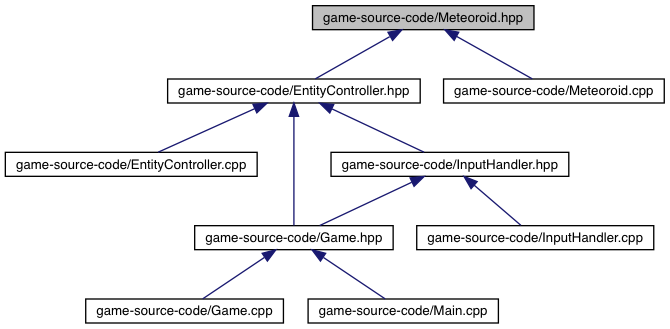 game-source-code/Meteoroid.hpp
game-source-code/EntityController.hpp
game-source-code/Meteoroid.cpp
game-source-code/EntityController.cpp
game-source-code/InputHandler.hpp
game-source-code/Game.hpp
game-source-code/InputHandler.cpp
game-source-code/Game.cpp
game-source-code/Main.cpp